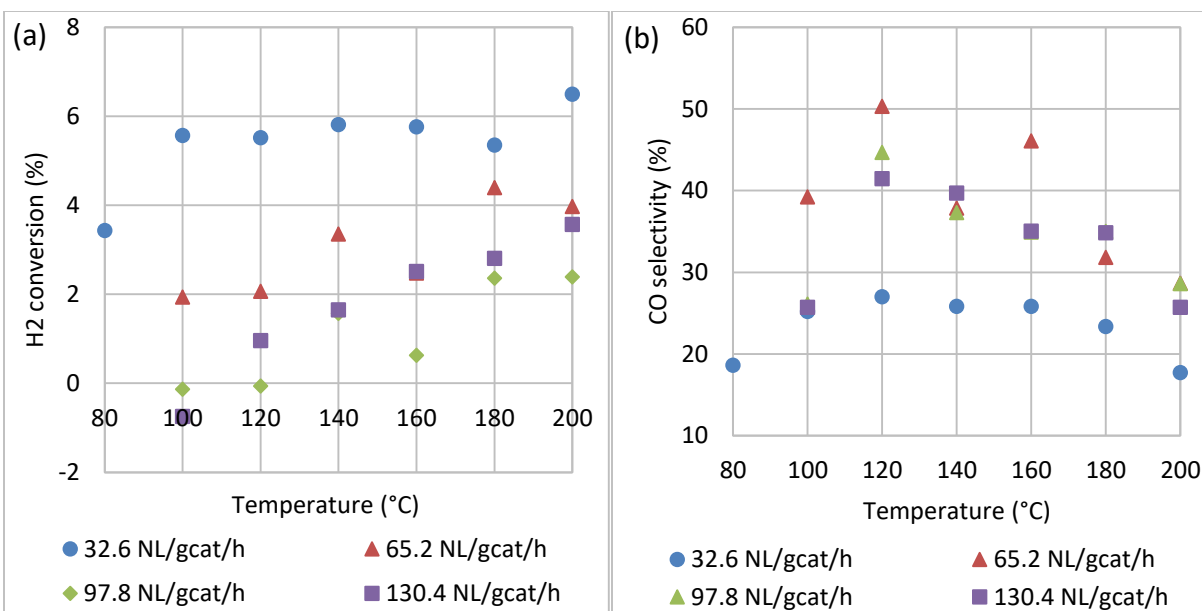 (a)
H2 conversion (%)
8
6
4
2
0
-2
80 100 120 140 160 180 200
Temperature (°C)
32.6 NL/gcat/h 65.2 NL/gcat/h
97.8 NL/gcat/h 130.4 NL/gcat/h
(b)
CO selectivity (%)
60
50
40
30
20
10
80 100 120 140 160 180 200
Temperature (°C)
32.6 NL/gcat/h 65.2 NL/gcat/h
97.8 NL/gcat/h 130.4 NL/gcat/h